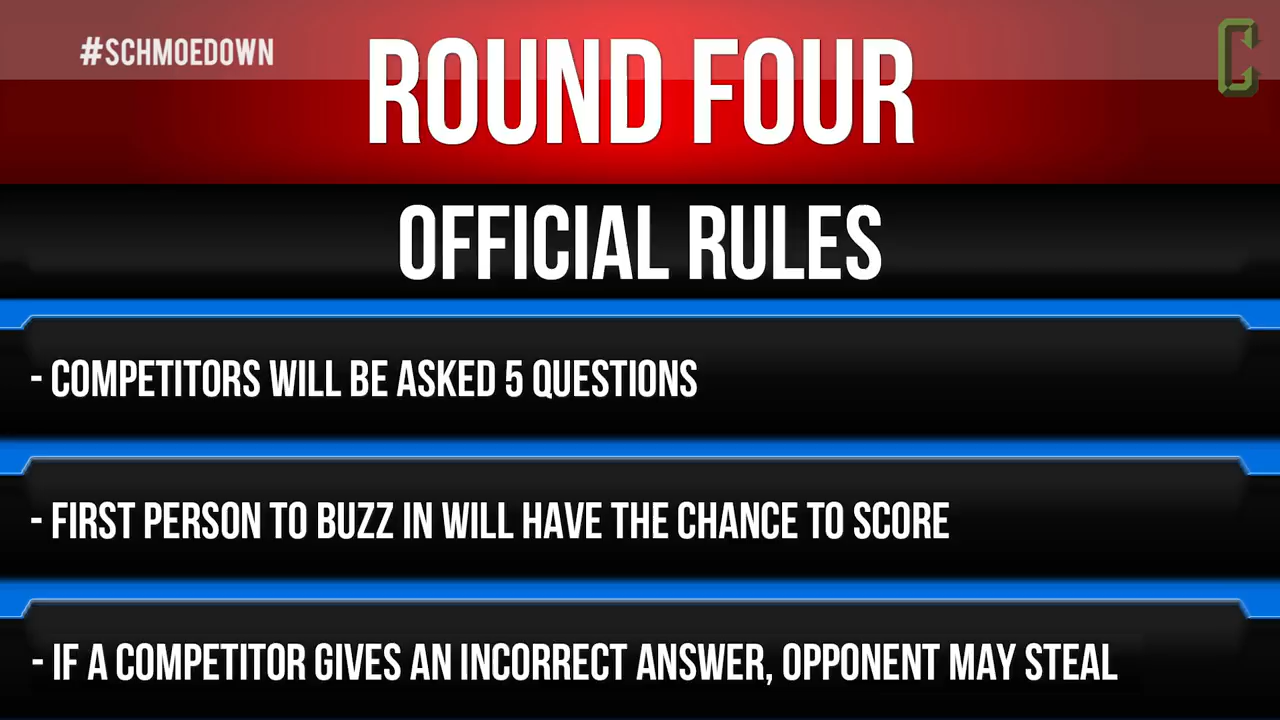 #SCHMOEDOWN
ROUND FOUR
OFFICIAL RULES
- COMPETITORS WILL BE ASKED 5 QUESTIONS
- FIRST PERSON TO BUZZ IN WILL HAVE THE CHANCE TO SCORE
- IF A COMPETITOR GIVES AN INCORRECT ANSWER, OPPONENT MAY STEAL